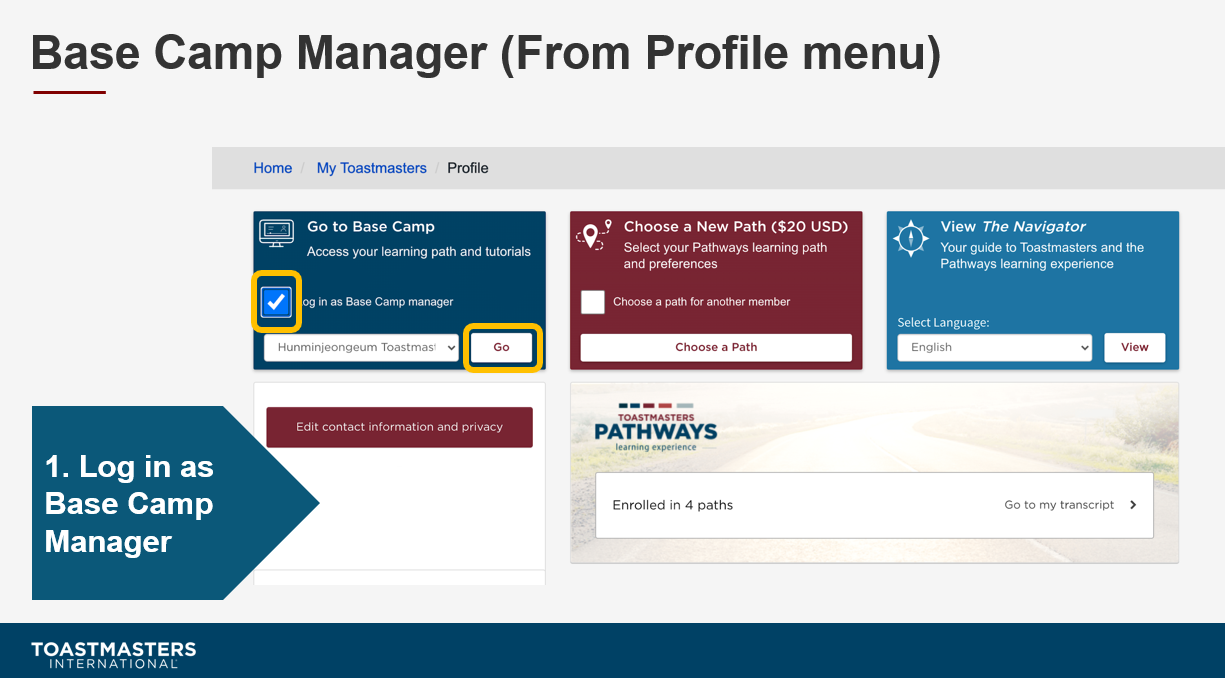 Base Camp Manager (From Profile menu)
Home / My Toastmasters / Profile
Go to Base Camp
Access your learning path and tutorials
og in as Base Camp manager
Hunminjeongeum Toastmast
Go
Choose a New Path ($20 USD)
Select your Pathways learning path
and preferences
Choose a path for another member
Choose a Path
View The Navigator
Your guide to Toastmasters and the
Pathways learning experience
Select Language:
English
View
Edit contact information and privacy
TOASTMASTERS
PATHWAYS
learning experience
Enrolled in 4 paths
Go to my transcript
1. Log in as
Base Camp
Manager
TOASTMASTERS
INTERNATIONAL